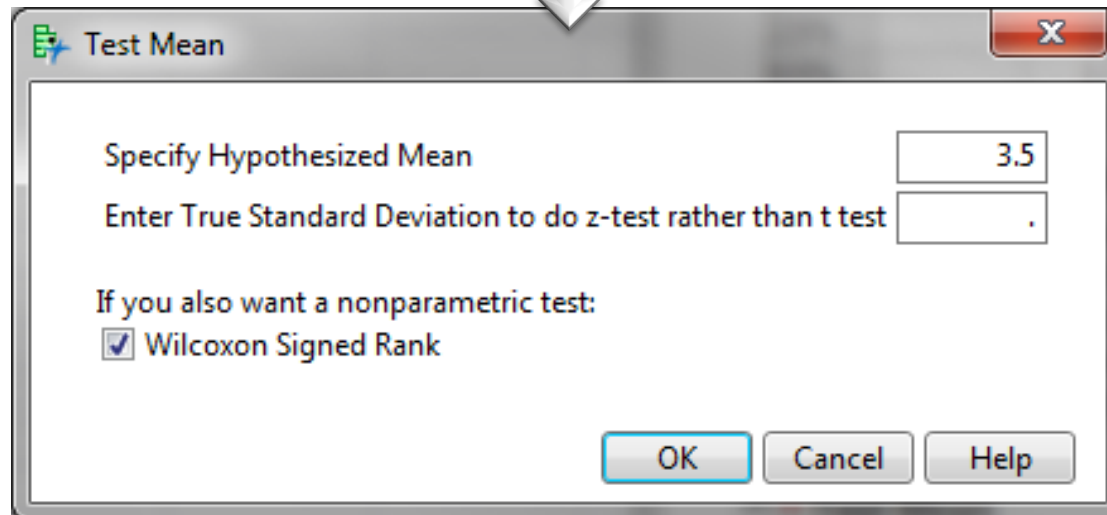 Test Mean
Specify Hypothesized Mean 3.5
Enter True Standard Deviation to do z-test rather than t test .
If you also want a nonparametric test:
Wilcoxon Signed Rank
OK Cancel Help